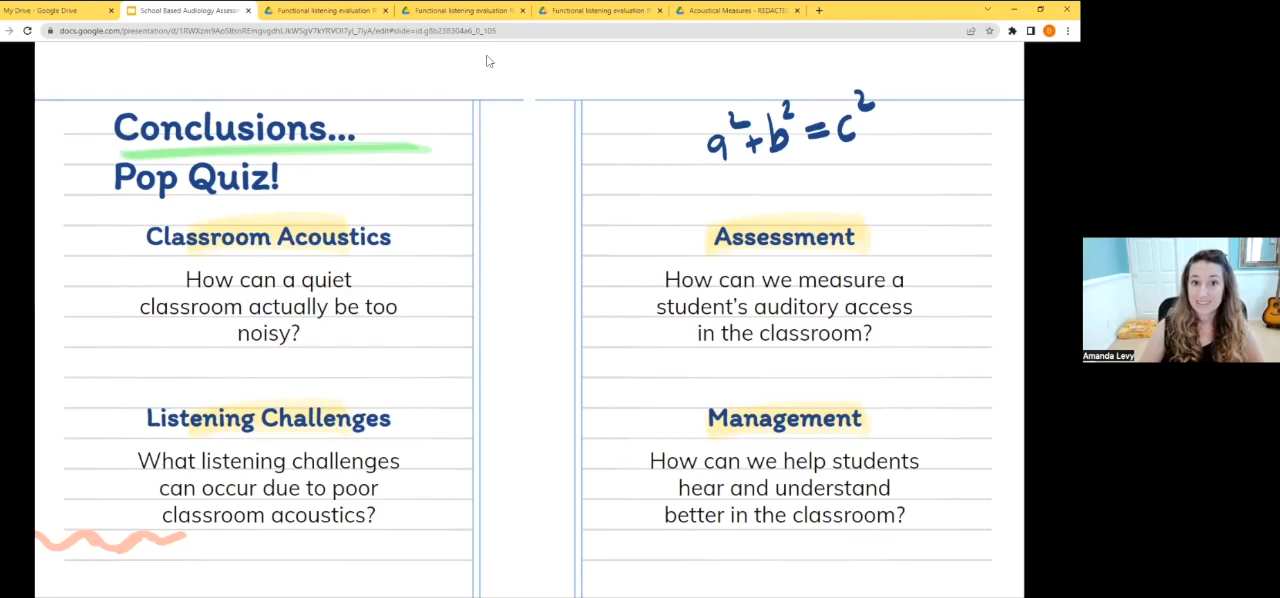 My Drive - Google Drive
School Based Audiology Assessm
Functional listening evaluation R
Functional listening evaluation R
Functional listening evaluation R
Acoustical Measures - REDACTED
Conclusions...
Pop Quiz!
Classroom Acoustics
How can a quiet
classroom actually be too
noisy?
Listening Challenges
What listening challenges
can occur due to poor
classroom acoustics?
a²+b²=c²
Assessment
How can we measure a
student's auditory access
in the classroom?
Management
How can we help students
hear and understand
better in the classroom?
Amanda Levy